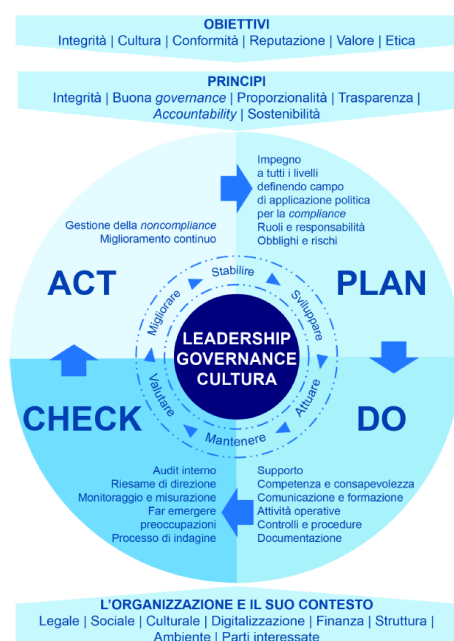 OBIETTIVI
Integrità | Cultura | Conformità | Reputazione | Valore | Etica
PRINCIPI
Integrità | Buona governance | Proporzionalità | Trasparenza |
Accountability | Sostenibilità
Impegno
a tutti i livelli
definendo campo
di applicazione politica
per la compliance
Ruoli e responsabilità
Obblighi e rischi
Gestione della noncompliance
Miglioramento continuo
ACT
PLAN
Stabilire
Sviluppare
Attuare
Mantenere
Valutare
Migliorare
LEADERSHIP
GOVERNANCE
CULTURA
CHECK
DO
Audit interno
Riesame di direzione
Monitoraggio e misurazione
Far emergere
preoccupazioni
Processo di indagine
Supporto
Competenza e consapevolezza
Comunicazione e formazione
Attività operative
Controlli e procedure
Documentazione
L'ORGANIZZAZIONE E IL SUO CONTESTO
Legale | Sociale | Culturale | Digitalizzazione | Finanza | Struttura |
Ambiente | Parti interessate